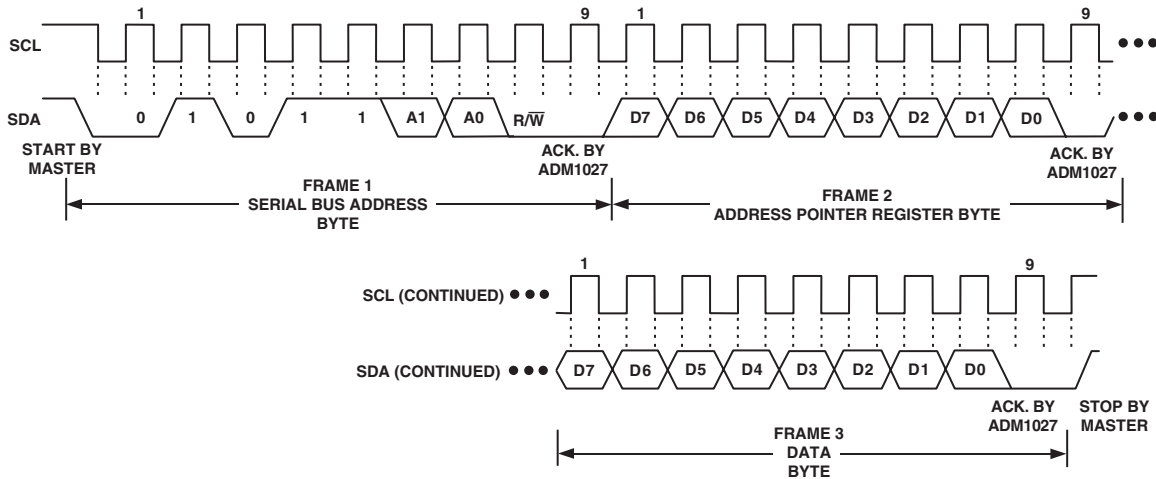 1 9 1 9
SCL
SDA 0 1 0 1 1 A1 A0 R/W̅ D7 D6 D5 D4 D3 D2 D1 D0
START BY
MASTER
ACK. BY
ADM1027
ACK. BY
ADM1027
FRAME 1
SERIAL BUS ADDRESS
BYTE
FRAME 2
ADDRESS POINTER REGISTER BYTE
1 9
SCL (CONTINUED)
SDA (CONTINUED) D7 D6 D5 D4 D3 D2 D1 D0
ACK. BY
ADM1027
STOP BY
MASTER
FRAME 3
DATA
BYTE